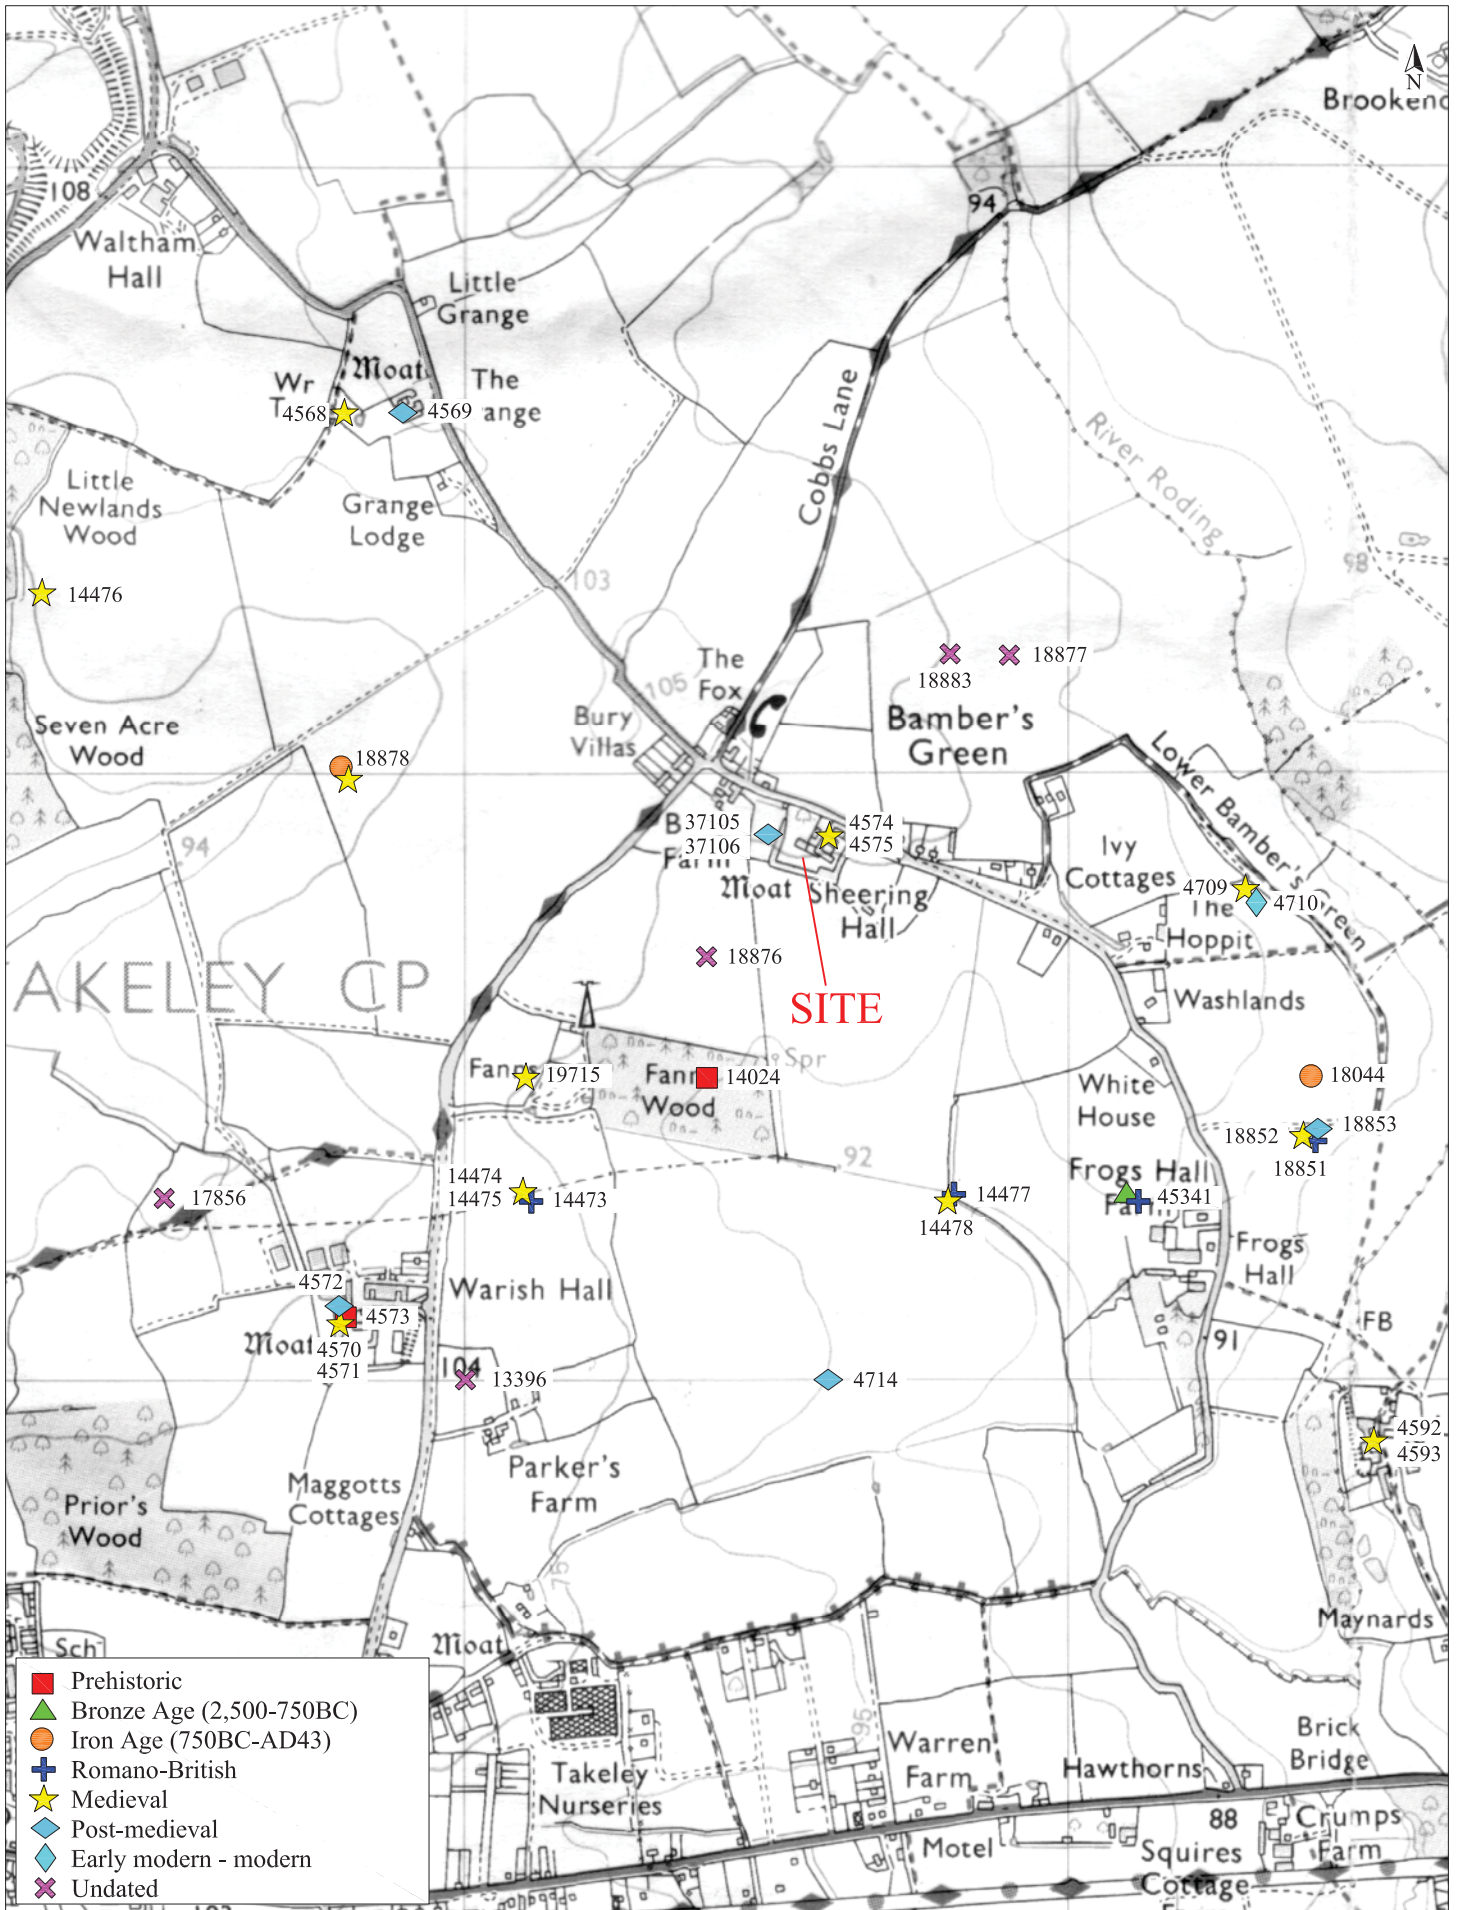 N
Brookend
108
Waltham
Hall
94
Little
Grange
Moat
The
Wr
4568
4569
ange
Cobbs Lane
River Roding
Little
Newlands
Wood
Grange
Lodge
98
103
14476
The
Fox
105
18877
18883
Bury
Villas
Bamber's
Green
Seven Acre
Wood
18878
Lower Bamber's Green
94
37105
37106
4574
4575
Farm
Moat
Sheering
Hall
Ivy
Cottages
4709
4710
The
Hoppit
18876
AKELEY CP
SITE
Washlands
Spr
19715
14024
Wood
White
House
18044
18853
18852
18851
92
14474
14475
14473
14477
14478
Frogs Hall
Farm
45341
17856
Frogs
Hall
4572
Warish Hall
4573
Moat
4570
4571
FB
91
104
13396
4714
4592
4593
Parker's
Farm
Maggotts
Cottages
Prior's
Wood
75
Maynards
Sch
Moat
Prehistoric
Bronze Age (2,500-750BC)
Iron Age (750BC-AD43)
Romano-British
Medieval
Post-medieval
Early modern - modern
Undated
95
Takeley
Nurseries
Warren
Farm
Hawthorns
Brick
Bridge
Motel
88
Crumps
Farm
Squires
Cottage